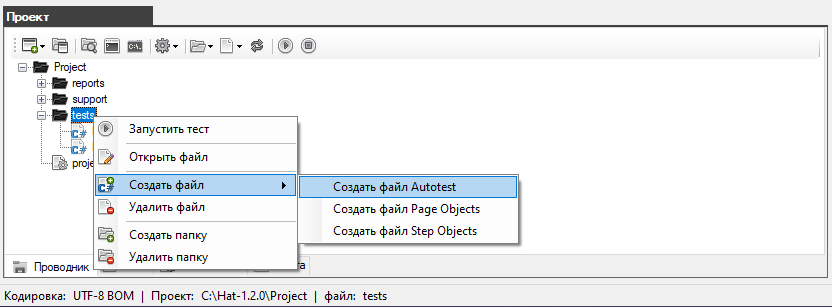 Проект
Project
reports
support
tests
Запустить тест
Открыть файл
Создать файл
Удалить файл
Создать папку
Удалить папку
Создать файл Autotest
Создать файл Page Objects
Создать файл Step Objects
C#
C#
proje
Проводник
Кодировка: UTF-8 BOM | Проект: C:\Hat-1.2.0\Project | файл: tests